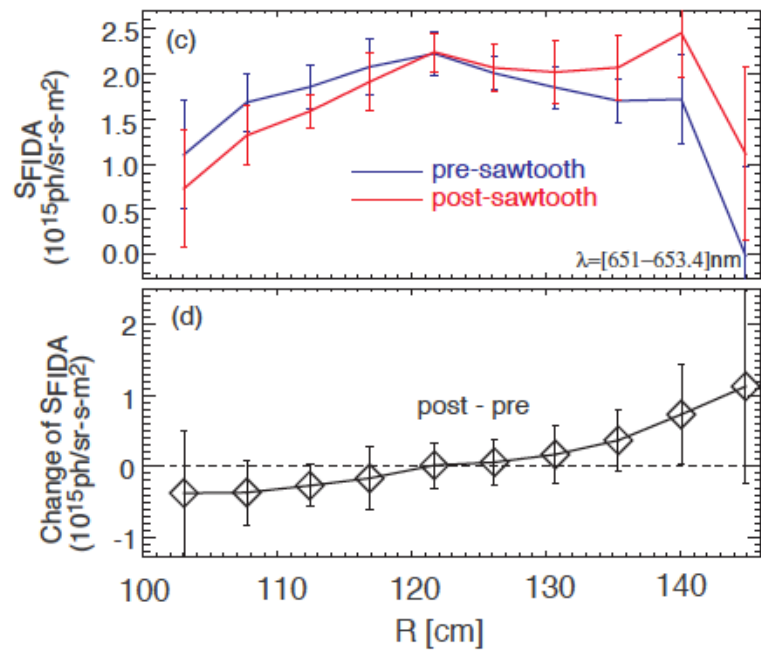 (c)
2.5
2.0
1.5
1.0
0.5
0.0
SFIDA
(10¹⁵ph/sr-s-m²)
pre-sawtooth
post-sawtooth
λ=[651–653.4]nm
(d)
2
1
0
-1
Change of SFIDA
(10¹⁵ph/sr-s-m²)
post - pre
100
110
120
130
140
R [cm]